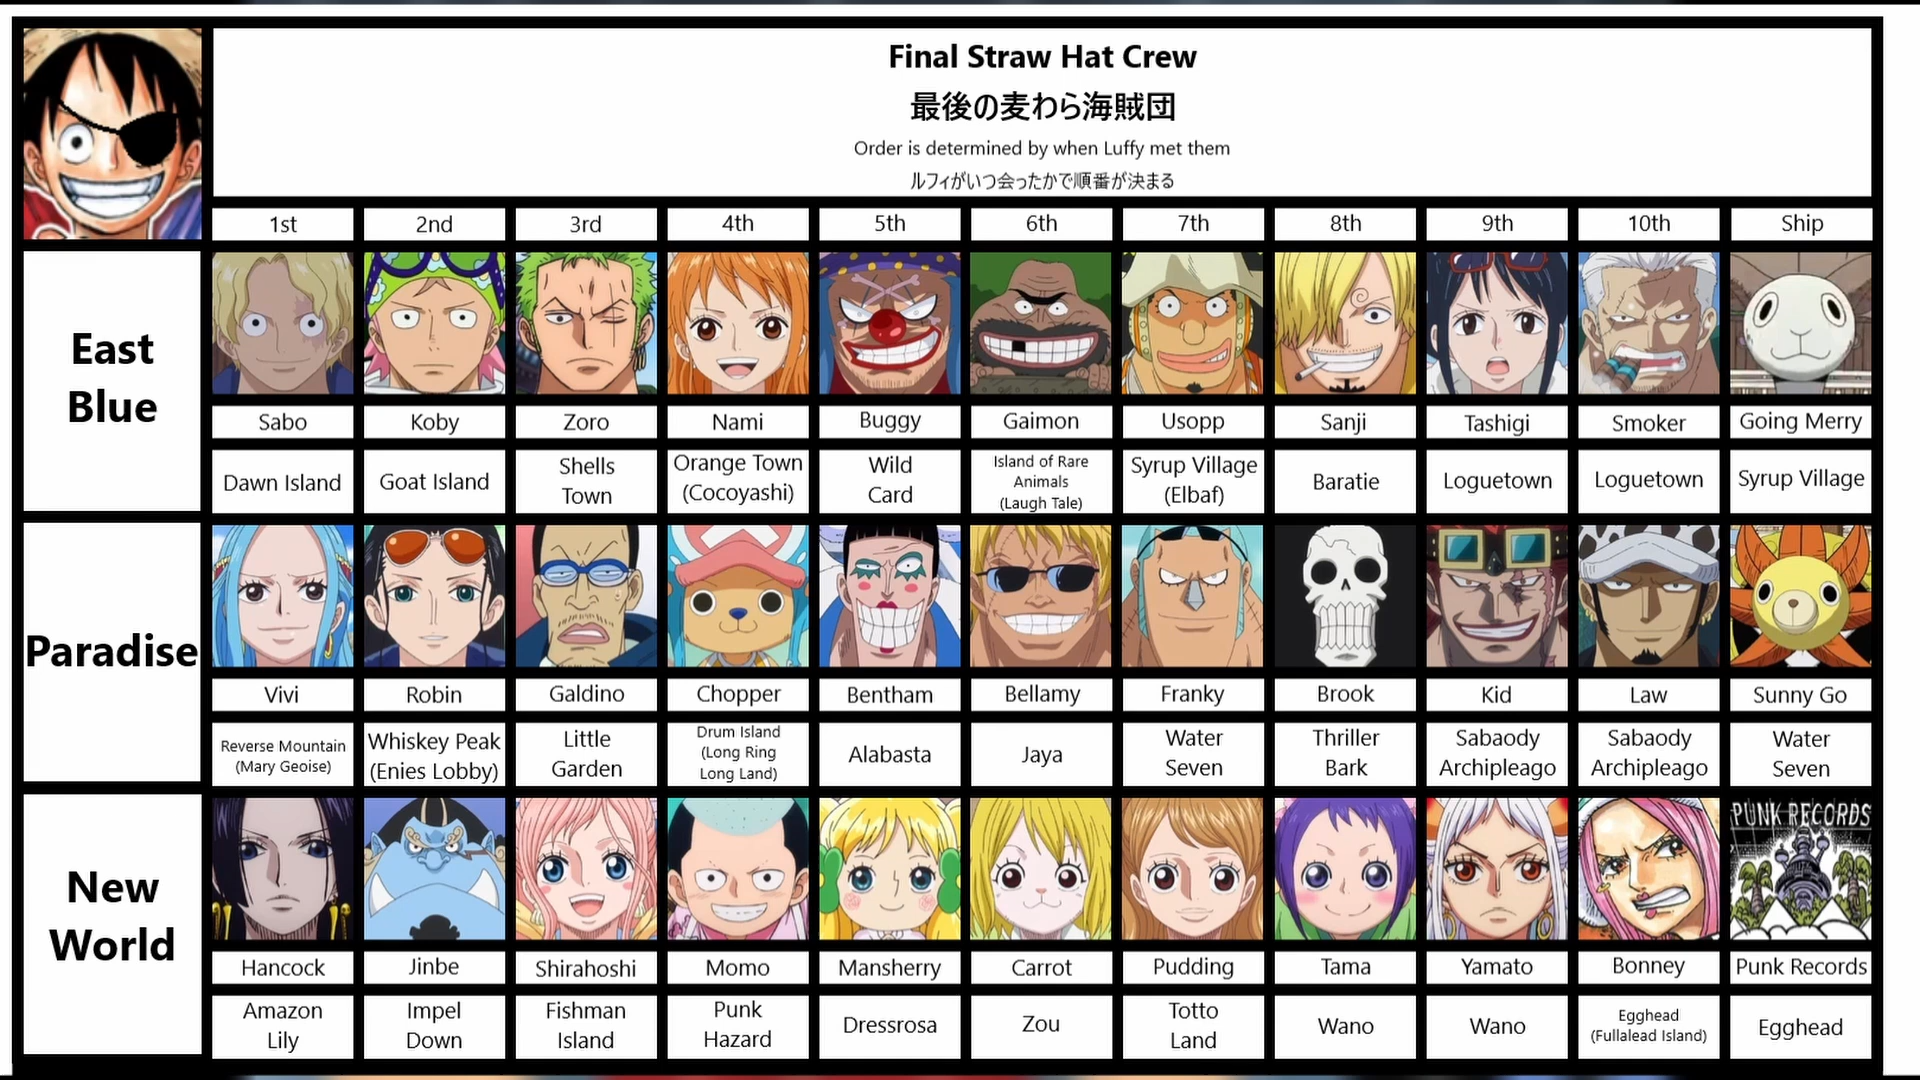 Final Straw Hat Crew
最後の麦わら海賊団
Order is determined by when Luffy met them
ルフィがいつ会ったかで順番が決まる
1st 2nd 3rd 4th 5th 6th 7th 8th 9th 10th Ship
East
Blue
Sabo Koby Zoro Nami Buggy Gaimon Usopp Sanji Tashigi Smoker Going Merry
Dawn Island
Goat Island
Shells
Town
Orange Town
(Cocoyashi)
Wild
Card
Island of Rare
Animals
(Laugh Tale)
Syrup Village
(Elbaf)
Baratie
Loguetown
Loguetown
Syrup Village
Paradise
Vivi Robin Galdino Chopper Bentham Bellamy Franky Brook Kid Law Sunny Go
Reverse Mountain
(Mary Geoise)
Whiskey Peak
(Enies Lobby)
Little
Garden
Drum Island
(Long Ring
Long Land)
Alabasta
Jaya
Water
Seven
Thriller
Bark
Sabaody
Archipleago
Sabaody
Archipleago
Water
Seven
New
World
PUNK RECORDS
Hancock Jinbe Shirahoshi Momo Mansherry Carrot Pudding Tama Yamato Bonney Punk Records
Amazon
Lily
Impel
Down
Fishman
Island
Punk
Hazard
Dressrosa
Zou
Totto
Land
Wano
Wano
Egghead
(Fullalead Island)
Egghead